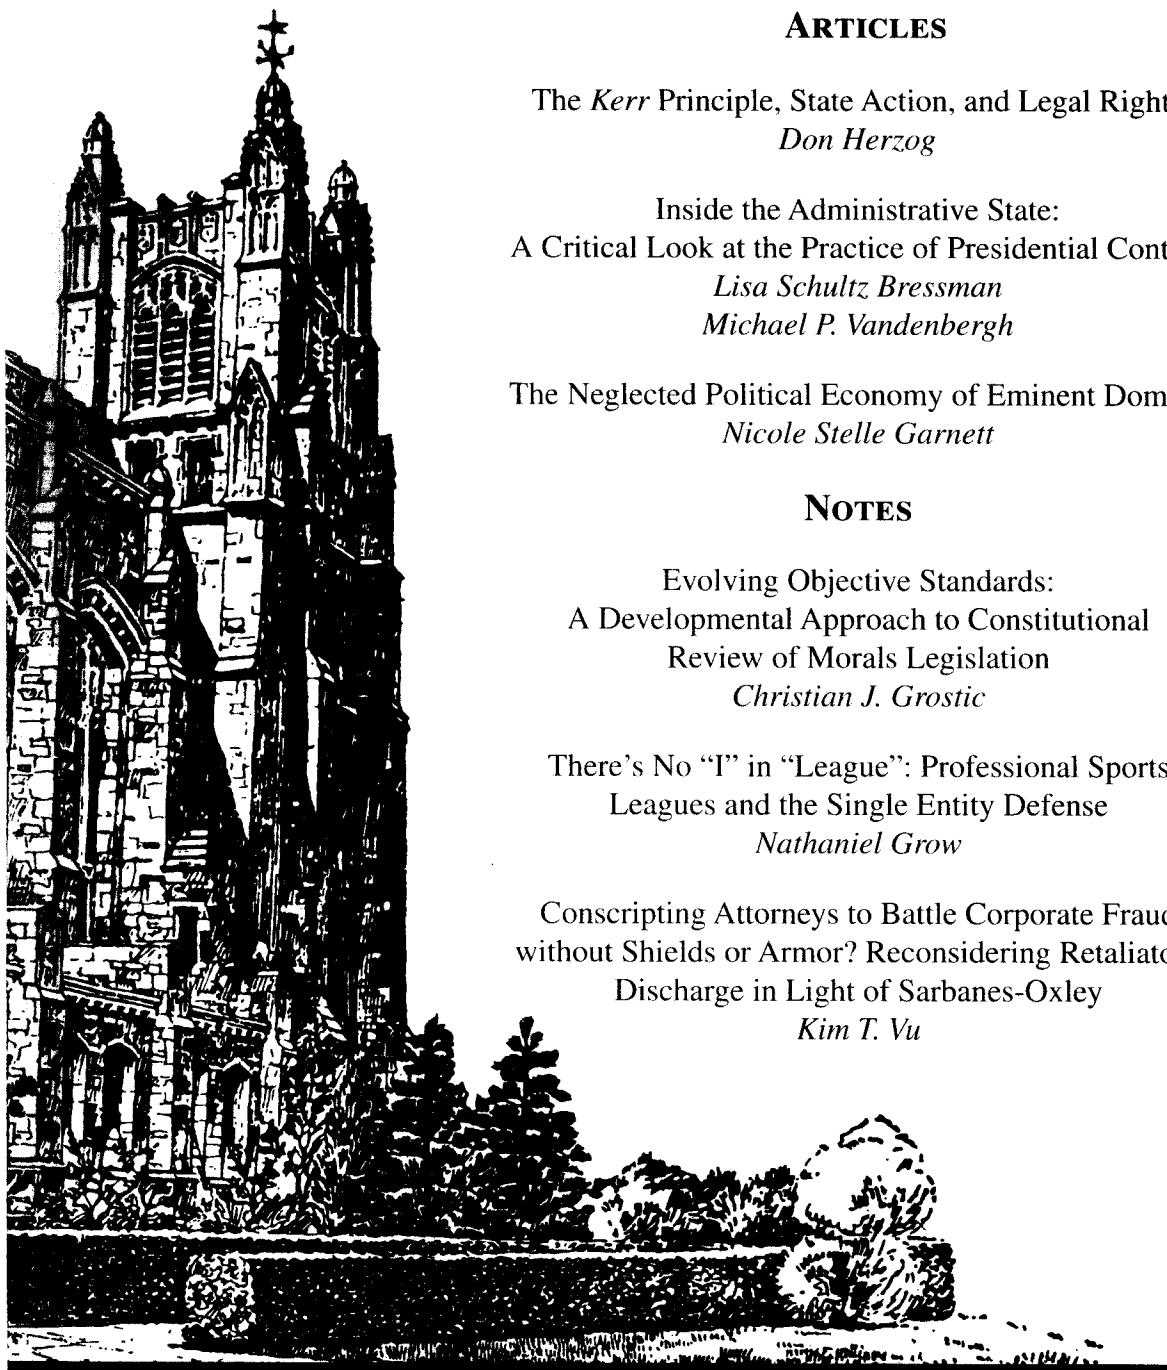 ARTICLES
The Kerr Principle, State Action, and Legal Right
Don Herzog
Inside the Administrative State:
A Critical Look at the Practice of Presidential Cont
Lisa Schultz Bressman
Michael P. Vandenbergh
The Neglected Political Economy of Eminent Dom
Nicole Stelle Garnett
NOTES
Evolving Objective Standards:
A Developmental Approach to Constitutional
Review of Morals Legislation
Christian J. Grostic
There's No “I” in “League”: Professional Sports
Leagues and the Single Entity Defense
Nathaniel Grow
Conscripting Attorneys to Battle Corporate Frau
without Shields or Armor? Reconsidering Retaliato
Discharge in Light of Sarbanes-Oxley
Kim T. Vu